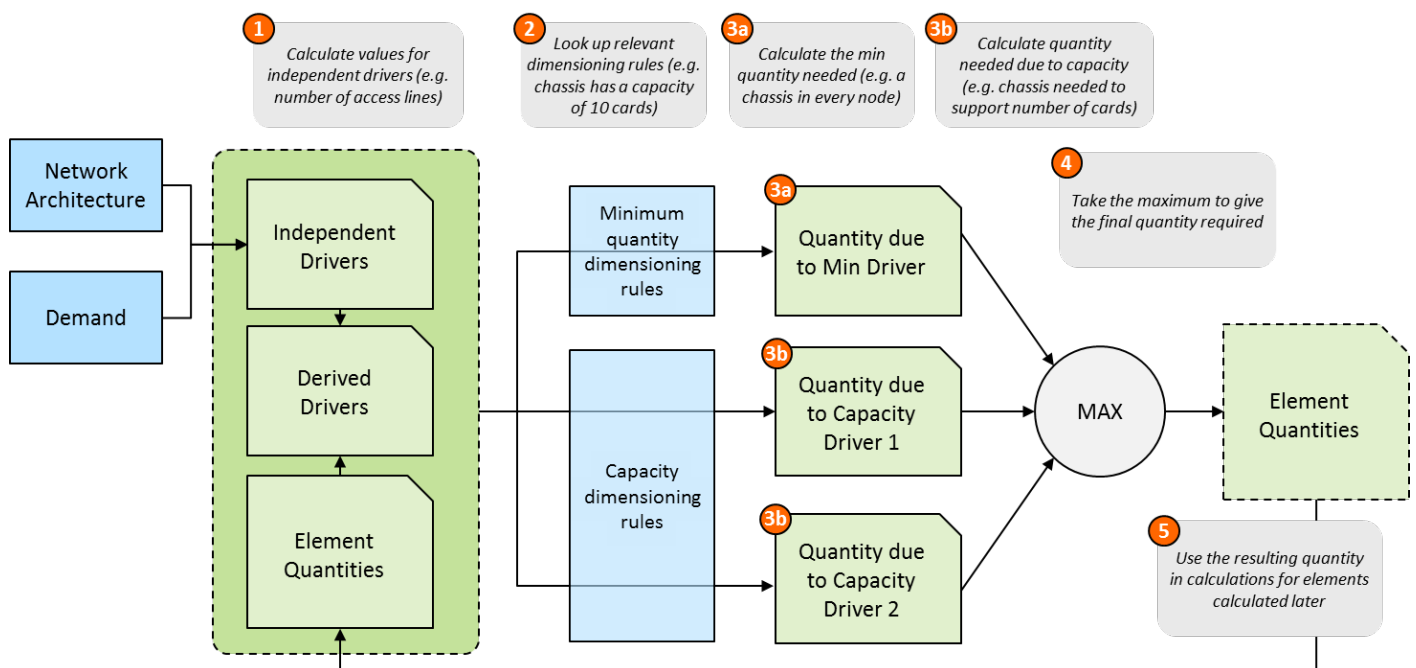 1
Calculate values for
independent drivers (e.g.
number of access lines)
2
Look up relevant
dimensioning rules (e.g.
chassis has a capacity
of 10 cards)
3a
Calculate the min
quantity needed (e.g. a
chassis in every node)
3b
Calculate quantity
needed due to capacity
(e.g. chassis needed to
support number of cards)
4
Take the maximum to give
the final quantity required
Network
Architecture
Demand
Independent
Drivers
Derived
Drivers
Element
Quantities
Minimum
quantity
dimensioning
rules
Capacity
dimensioning
rules
3a
Quantity due
to Min Driver
3b
Quantity due
to Capacity
Driver 1
3b
Quantity due
to Capacity
Driver 2
MAX
Element
Quantities
5
Use the resulting quantity
in calculations for elements
calculated later